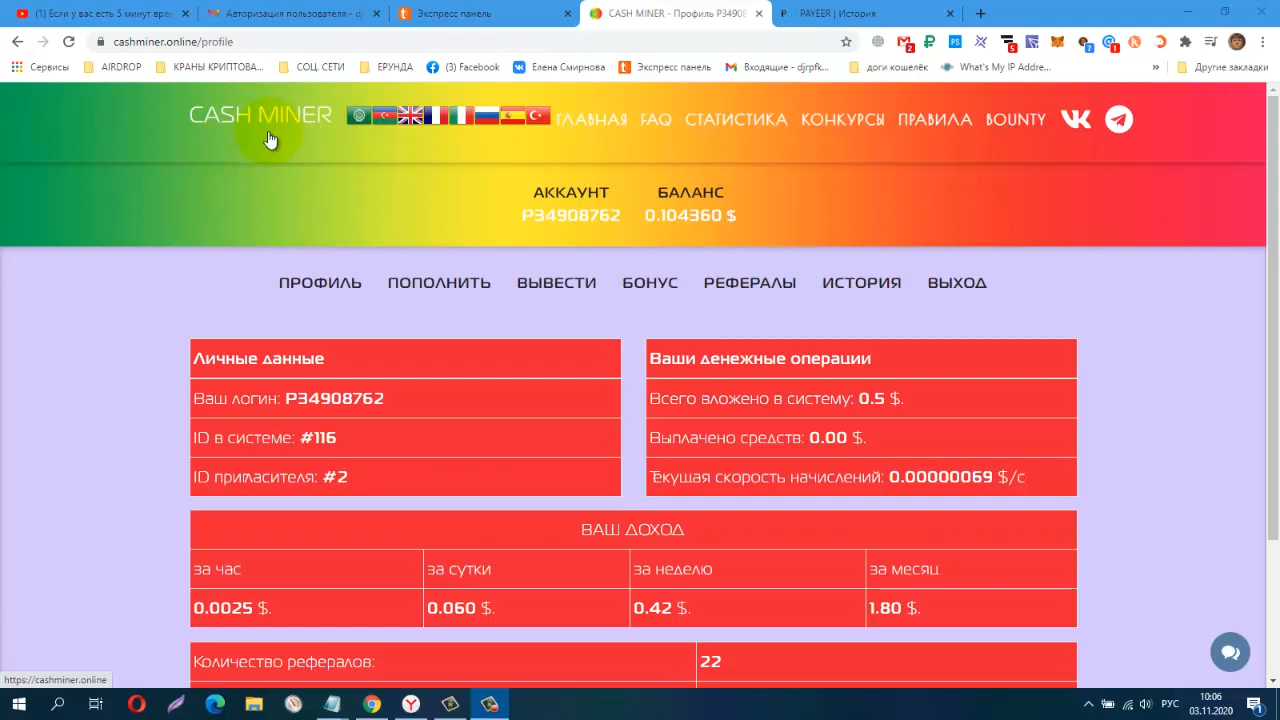 (1) Если у вас есть 5 минут врем
Авторизация пользователя - d
Экспресс панель
CASH MINER - Профиль P34908
PAYEER | История
cashminer.online/profile
Сервисы
AIRDROP
КРАНЫ КРИПТОВА...
СОЦ. СЕТИ
ЕРУНДА
(3) Facebook
Елена Смирнова
Экспресс панель
Входящие - djrpfk...
доги кошелёк
What's My IP Addre...
»
Другие закладки
CASH MINER
ГЛАВНАЯ FAQ СТАТИСТИКА КОНКУРСЫ ПРАВИЛА BOUNTY
АККАУНТ БАЛАНС
P34908762 0.104360 $
ПРОФИЛЬ ПОПОЛНИТЬ ВЫВЕСТИ БОНУС РЕФЕРАЛЫ ИСТОРИЯ ВЫХОД
Личные данные
Ваш логин: P34908762
ID в системе: #116
ID пригласителя: #2
Ваши денежные операции
Всего вложено в систему: 0.5 $.
Выплачено средств: 0.00 $.
Текущая скорость начислений: 0.00000069 $/с
ВАШ ДОХОД
за час за сутки за неделю за месяц
0.0025 $. 0.060 $. 0.42 $. 1.80 $.
Количество рефералов: 22
https://cashminer.online
РУС
10:06
03.11.2020